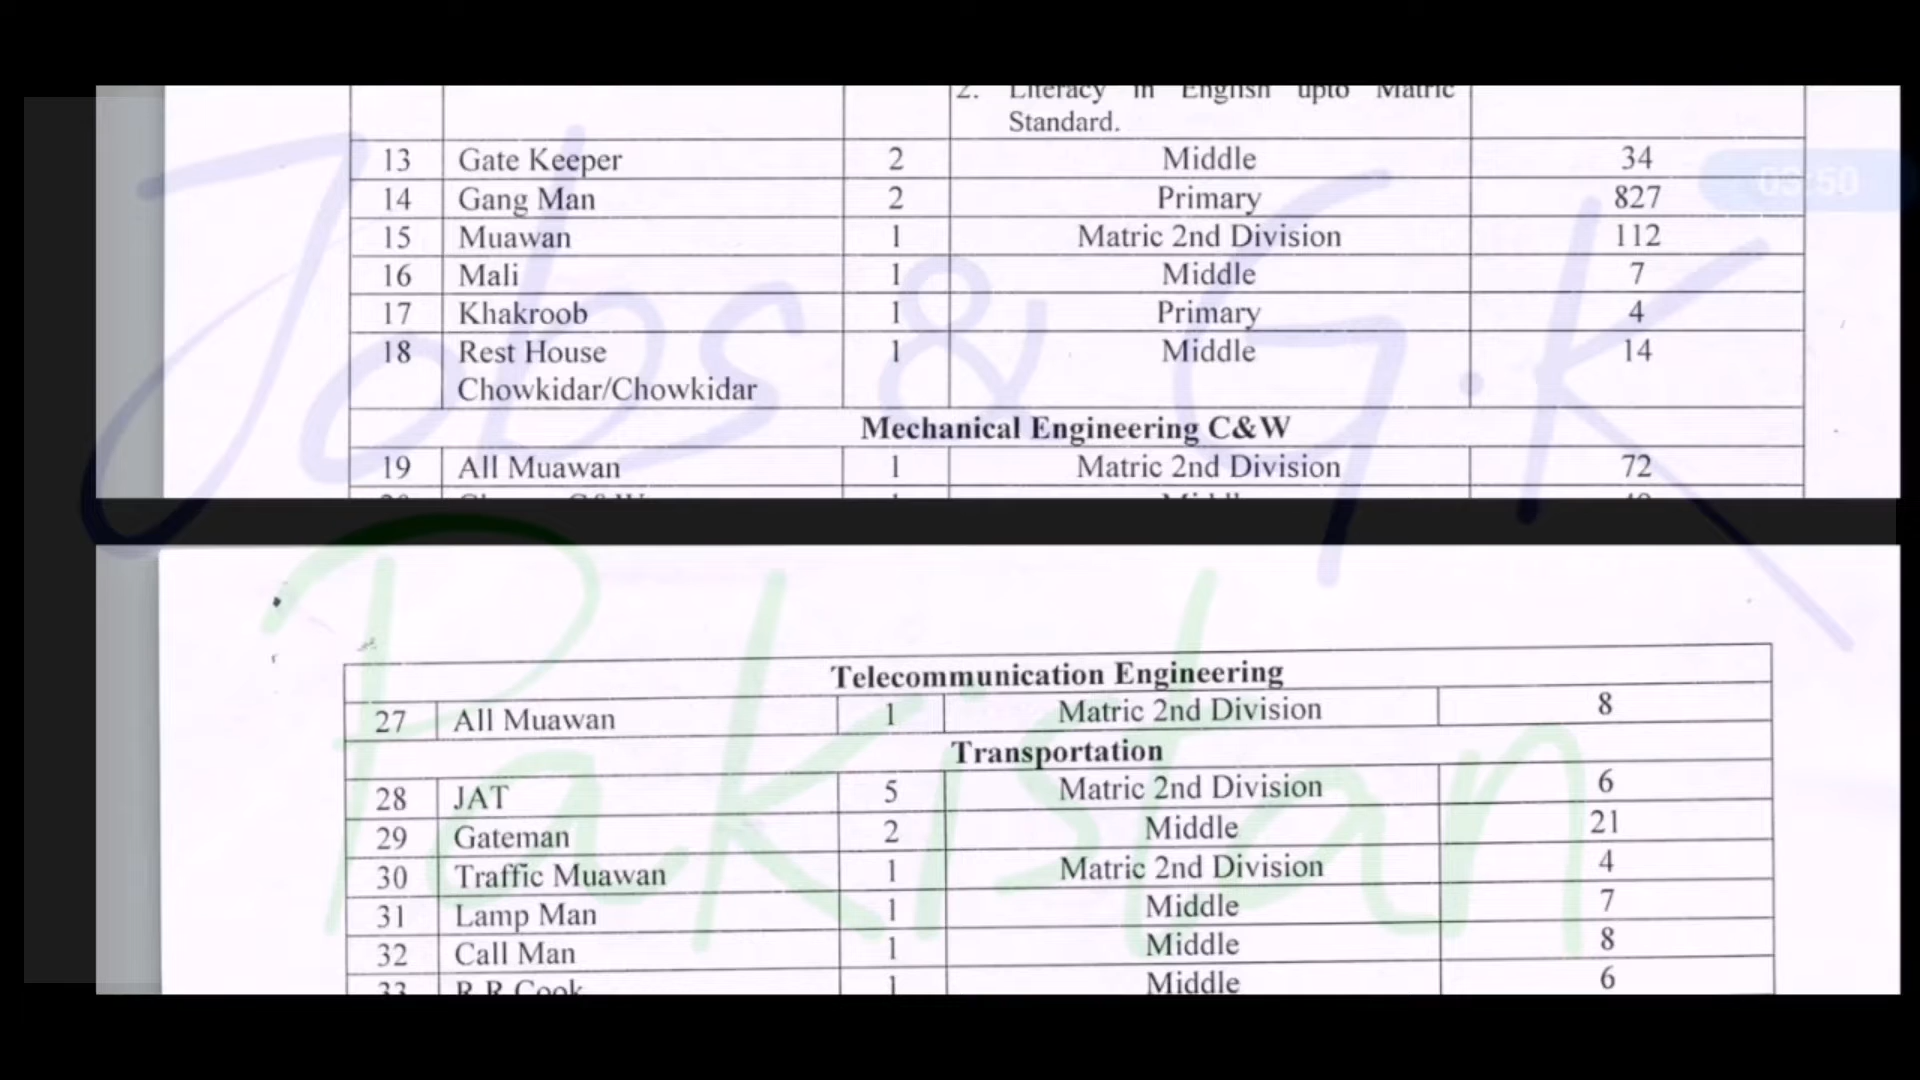 2. Literacy in English upto Matric
Standard.
13 Gate Keeper 2 Middle 34
14 Gang Man 2 Primary 827
15 Muawan 1 Matric 2nd Division 112
16 Mali 1 Middle 7
17 Khakroob 1 Primary 4
18 Rest House 1 Middle 14
Chowkidar/Chowkidar
Mechanical Engineering C&W
19 All Muawan 1 Matric 2nd Division 72
Telecommunication Engineering
27 All Muawan 1 Matric 2nd Division 8
Transportation
28 JAT 5 Matric 2nd Division 6
29 Gateman 2 Middle 21
30 Traffic Muawan 1 Matric 2nd Division 4
31 Lamp Man 1 Middle 7
32 Call Man 1 Middle 8
33 R.R Cook 1 Middle 6
Jobs & G.K
Pakistan